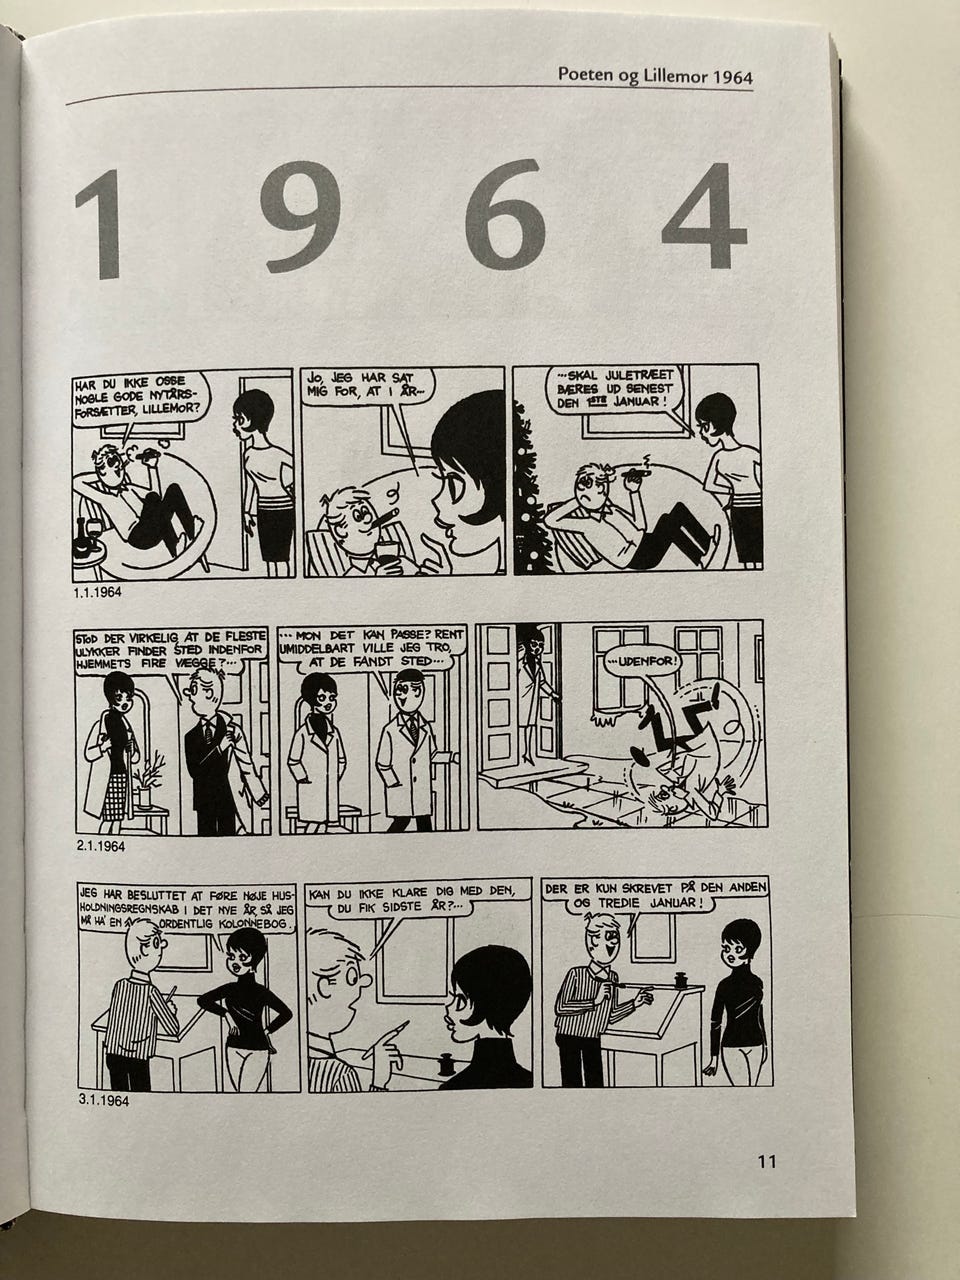 Poeten og Lillemor 1964
1 9 6 4
HAR DU IKKE OSSE
NOGLE GODE NYTÅRS-
FORSÆTTER, LILLEMOR?
JO, JEG HAR SAT
MIG FOR, AT I ÅR...
...SKAL JULETRÆET
BÆRES UD SENEST
DEN 1STE JANUAR!
1.1.1964
STOD DER VIRKELIG, AT DE FLESTE
ULYKKER FINDER STED INDENFOR
HJEMMETS FIRE VÆGGE?...
... MON DET KAN PASSE? RENT
UMIDDELBART VILLE JEG TRO,
AT DE FANDT STED...
...UDENFOR!
2.1.1964
JEG HAR BESLUTTET AT FØRE NØJE HUS-
HOLDNINGSREGNSKAB I DET NYE ÅR, SÅ JEG
MÅ HA' EN ORDENTLIG KOLONNEBOG.
KAN DU IKKE KLARE DIG MED DEN,
DU FIK SIDSTE ÅR?...
DER ER KUN SKREVET PÅ DEN ANDEN
OG TREDIE JANUAR!
3.1.1964
11